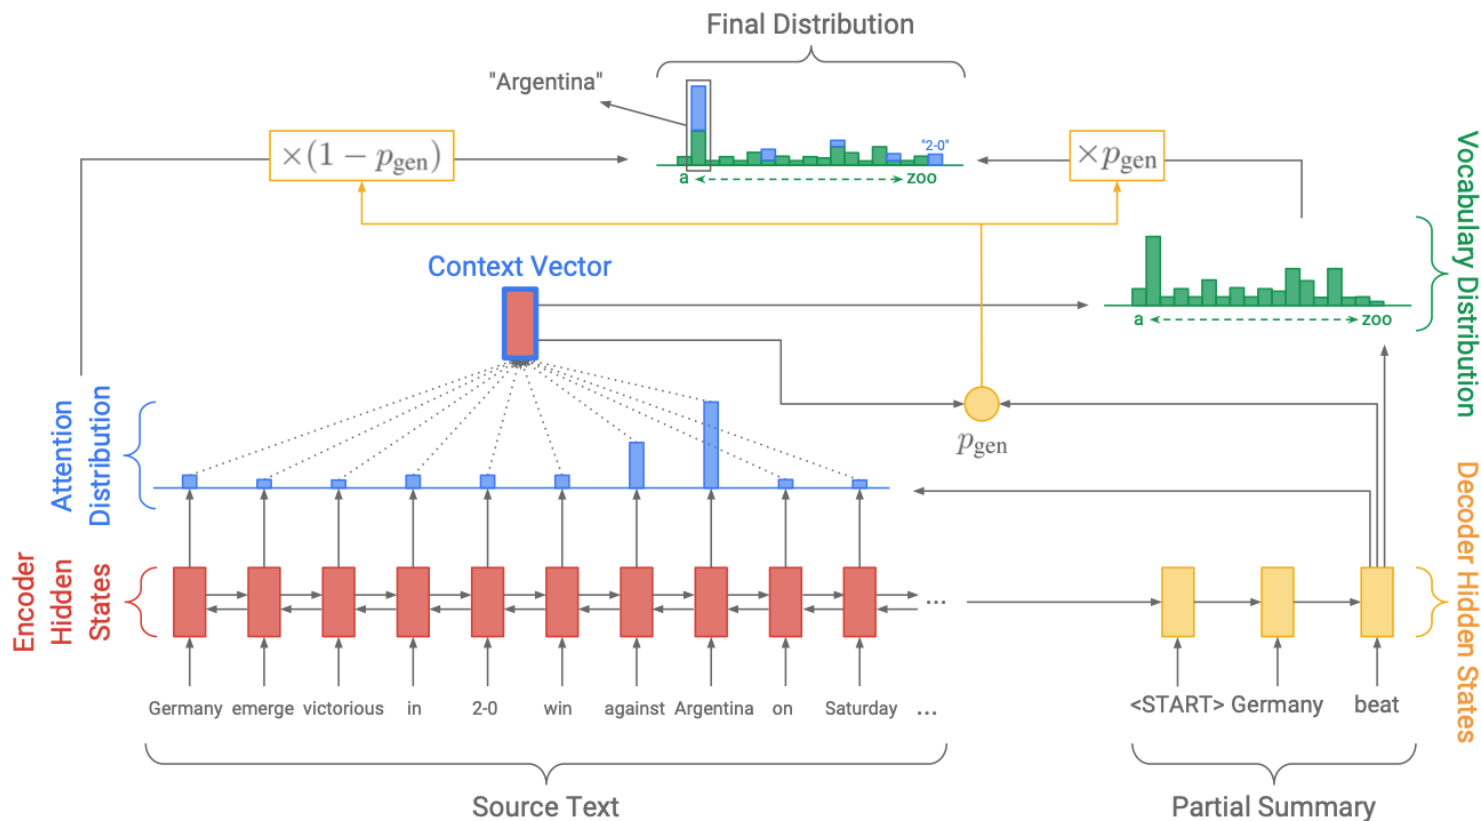 Final Distribution
"Argentina"
×(1 − pgen)
"2-0"
×pgen
a
zoo
Vocabulary Distribution
Context Vector
a
zoo
Attention
Distribution
pgen
Encoder
Hidden
States
...
Decoder Hidden States
Germany emerge victorious in 2-0 win against Argentina on Saturday ...
<START> Germany beat
Source Text
Partial Summary